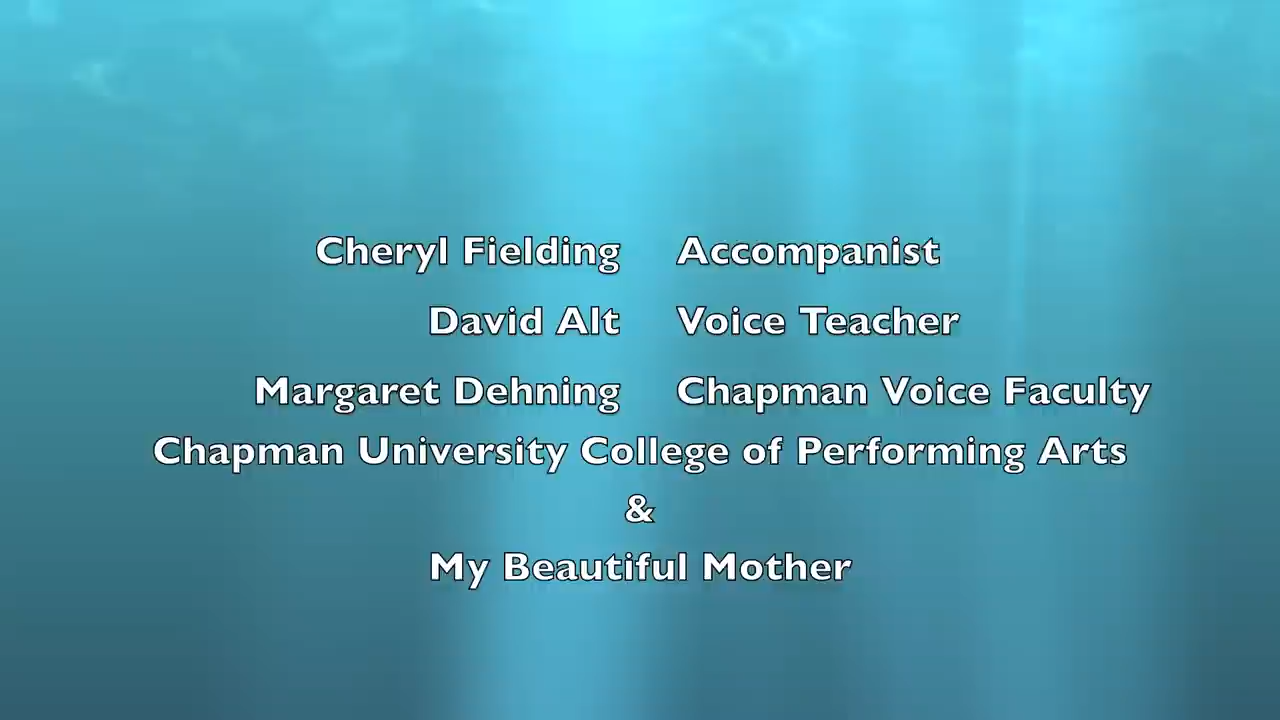 Cheryl Fielding Accompanist
David Alt Voice Teacher
Margaret Dehning Chapman Voice Faculty
Chapman University College of Performing Arts
&
My Beautiful Mother